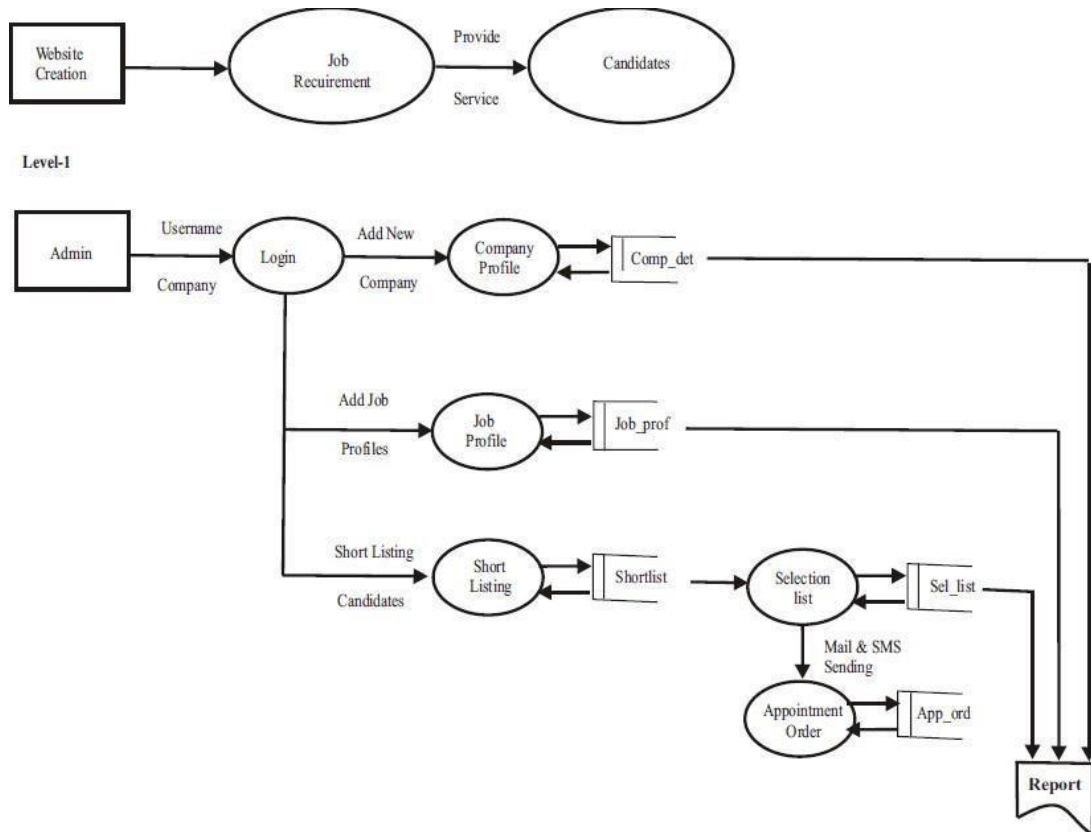 Website
Creation
Job
Recuirement
Provide
Service
Candidates
Level-1
Admin
Username
Company
Login
Add New
Company
Company
Profile
Comp_det
Add Job
Profiles
Job
Profile
Job_prof
Short Listing
Candidates
Short
Listing
Shortlist
Selection
list
Sel_list
Mail & SMS
Sending
Appointment
Order
App_ord
Report